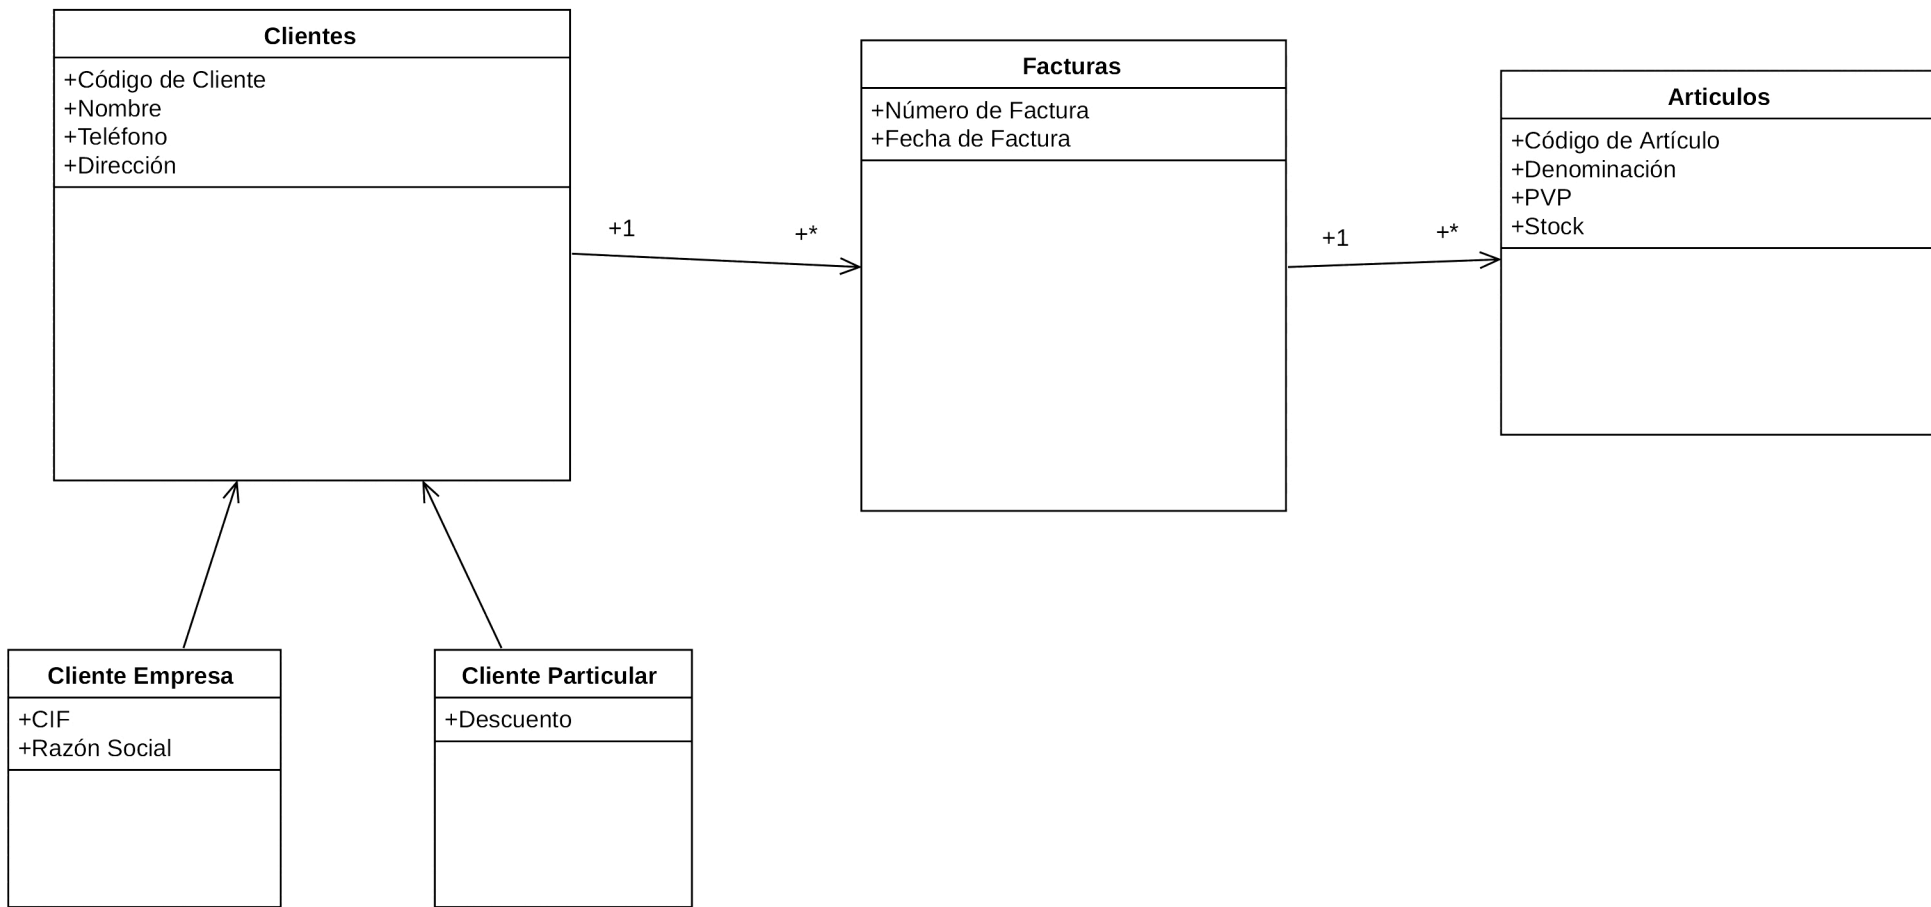 Clientes
+Código de Cliente
+Nombre
+Teléfono
+Dirección
+1
+*
Facturas
+Número de Factura
+Fecha de Factura
+1
+*
Articulos
+Código de Artículo
+Denominación
+PVP
+Stock
Cliente Empresa
+CIF
+Razón Social
Cliente Particular
+Descuento